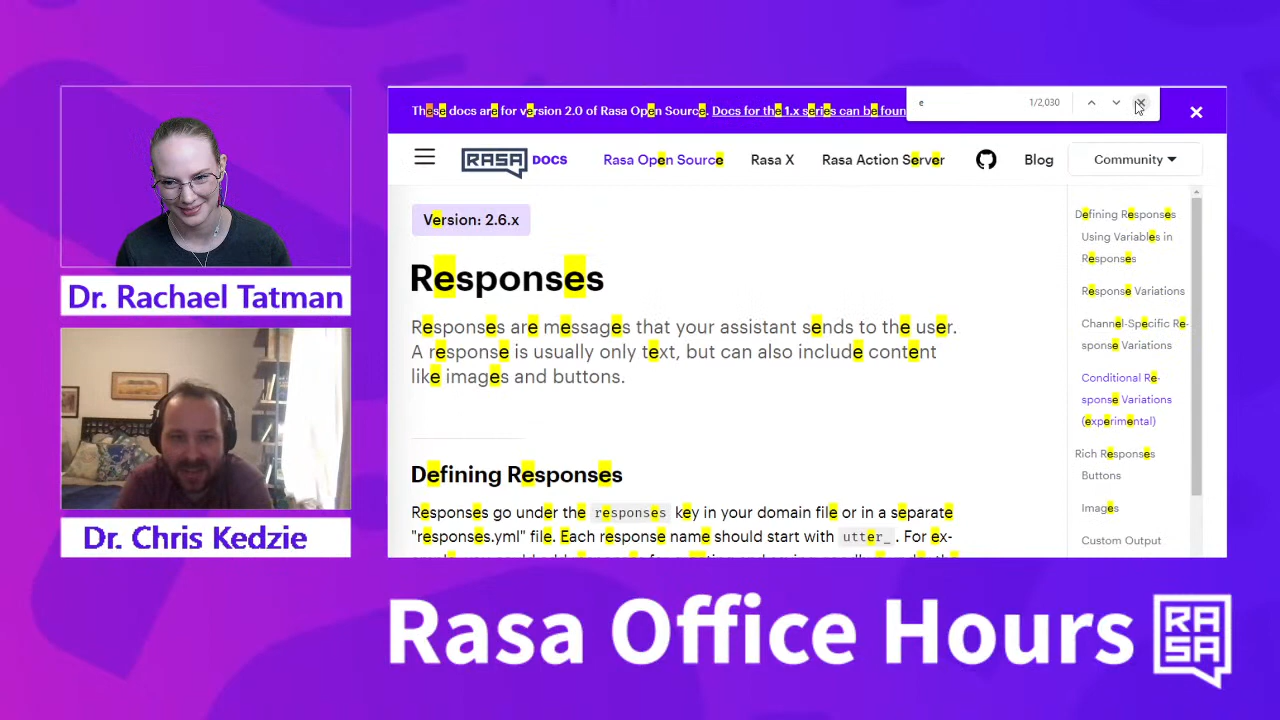 These docs are for version 2.0 of Rasa Open Source. Docs for the 1.x series can be foun
e
1/2,030
RASA DOCS
Rasa Open Source
Rasa X
Rasa Action Server
Blog
Community
Version: 2.6.x
Responses
Responses are messages that your assistant sends to the user.
A response is usually only text, but can also include content
like images and buttons.
Defining Responses
Responses go under the responses key in your domain file or in a separate
"responses.yml" file. Each response name should start with utter_ . For ex-
Defining Responses
Using Variables in
Responses
Response Variations
Channel-Specific Re-
sponse Variations
Conditional Re-
sponse Variations
(experimental)
Rich Responses
Buttons
Images
Custom Output
Dr. Rachael Tatman
Dr. Chris Kedzie
Rasa Office Hours
RA
SA